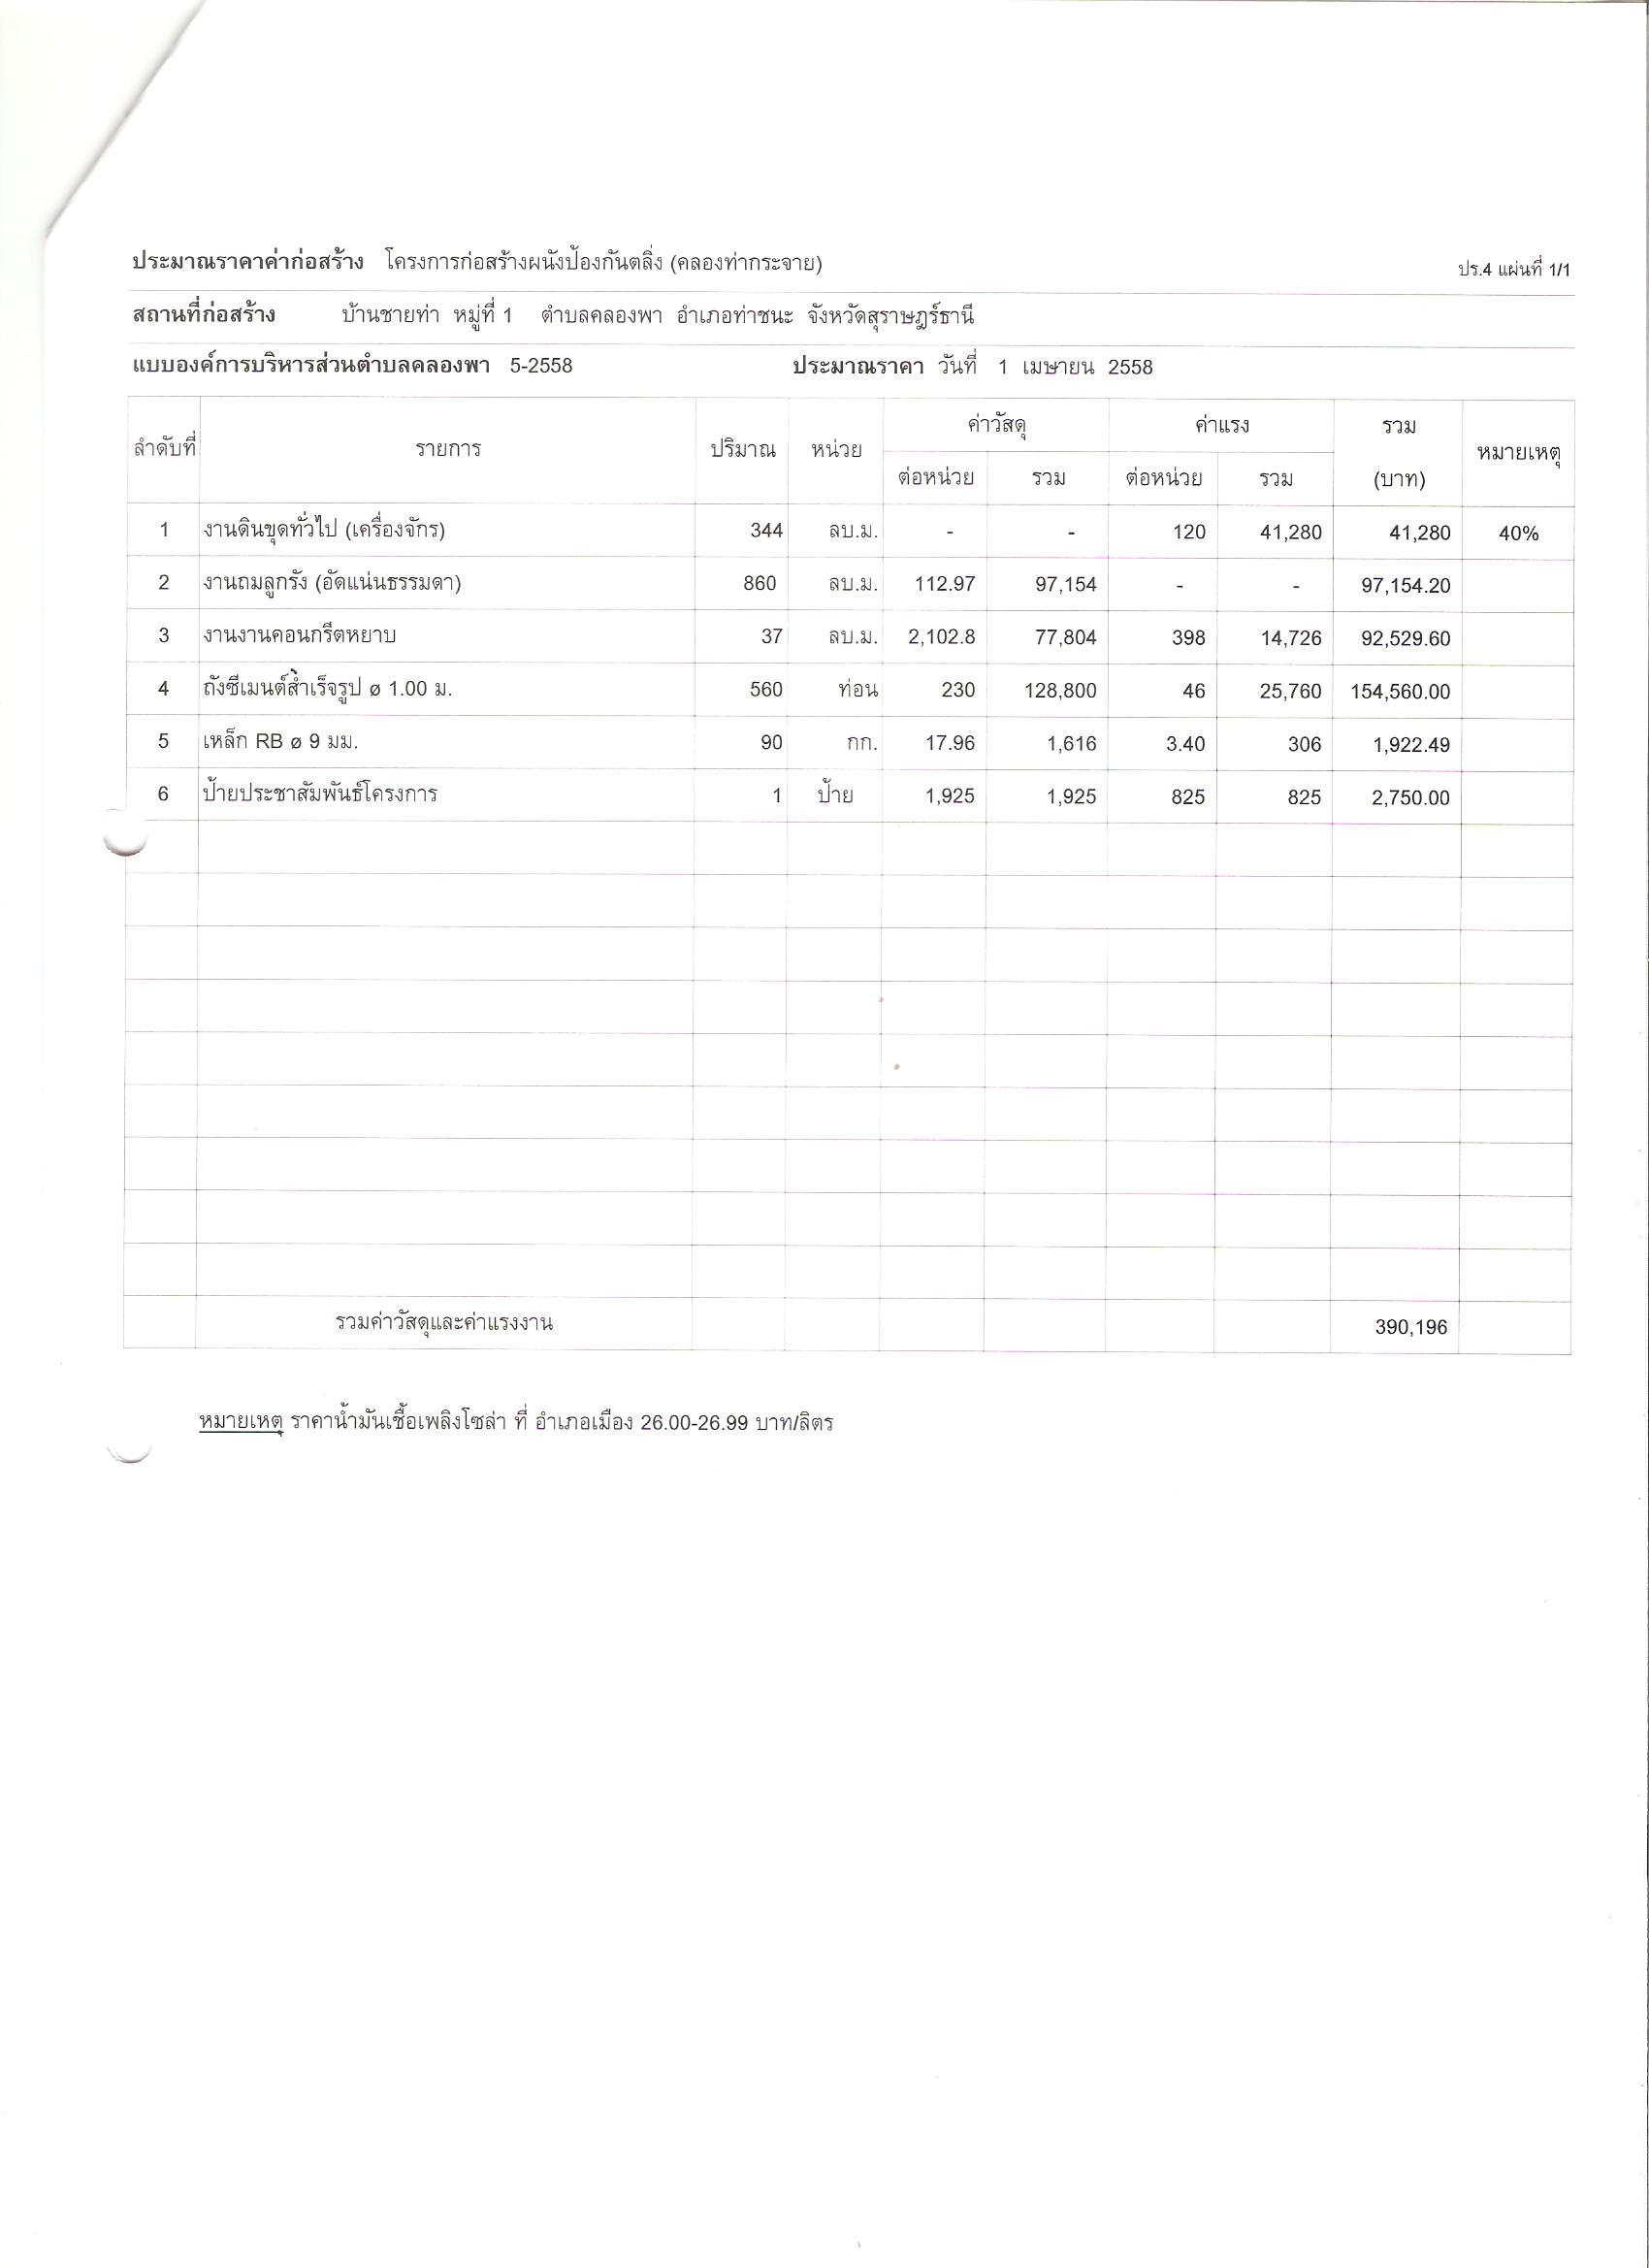 ประมาณราคาค่าก่อสร้าง โครงการก่อสร้างผนังป้องกันตลิ่ง (คลองท่ากระจาย)
ปร.4 แผ่นที่ 1/1
สถานที่ก่อสร้าง บ้านชายท่า หมู่ที่ 1 ตำบลคลองพา อำเภอท่าชนะ จังหวัดสุราษฎร์ธานี
แบบองค์การบริหารส่วนตำบลคลองพา 5-2558 ประมาณราคา วันที่ 1 เมษายน 2558
ลำดับที่ รายการ ปริมาณ หน่วย ค่าวัสดุ ค่าแรง รวม หมายเหตุ
ต่อหน่วย รวม ต่อหน่วย รวม (บาท)
1 งานดินขุดทั่วไป (เครื่องจักร) 344 ลบ.ม. - - 120 41,280 41,280 40%
2 งานถมลูกรัง (อัดแน่นธรรมดา) 860 ลบ.ม. 112.97 97,154 - - 97,154.20
3 งานงานคอนกรีตหยาบ 37 ลบ.ม. 2,102.8 77,804 398 14,726 92,529.60
4 ถังซีเมนต์สำเร็จรูป ø 1.00 ม. 560 ท่อน 230 128,800 46 25,760 154,560.00
5 เหล็ก RB ø 9 มม. 90 กก. 17.96 1,616 3.40 306 1,922.49
6 ป้ายประชาสัมพันธ์โครงการ 1 ป้าย 1,925 1,925 825 825 2,750.00
รวมค่าวัสดุและค่าแรงงาน 390,196
หมายเหตุ ราคาน้ำมันเชื้อเพลิงโซล่า ที่ อำเภอเมือง 26.00-26.99 บาท/ลิตร